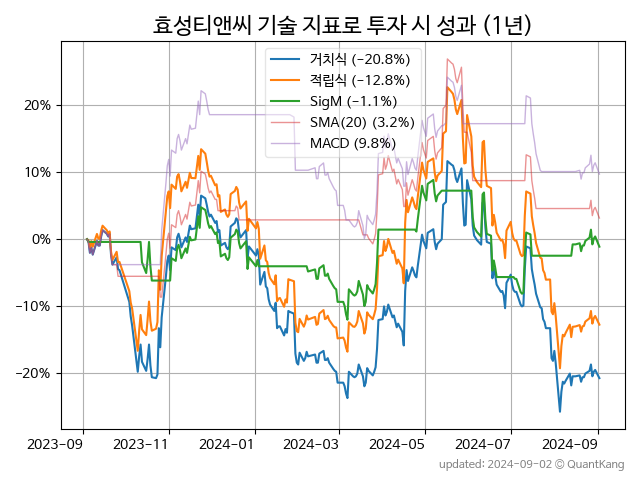 효성티앤씨 기술 지표로 투자 시 성과 (1년)
거치식 (−20.8%)
적립식 (−12.8%)
SigM (−1.1%)
SMA(20) (3.2%)
MACD (9.8%)
20%
10%
0%
−10%
−20%
2023-09 2023-11 2024-01 2024-03 2024-05 2024-07 2024-09
updated: 2024-09-02 © QuantKang